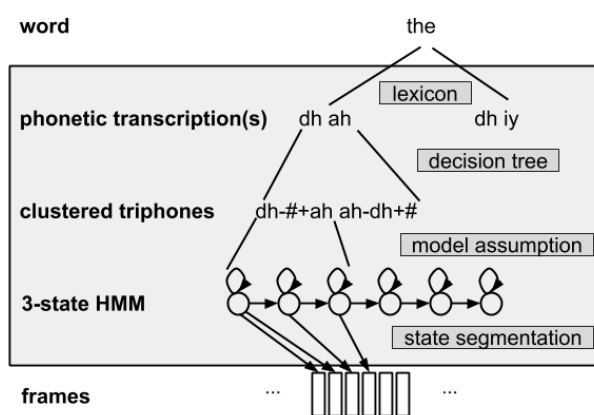 word the
lexicon
phonetic transcription(s) dh ah dh iy
decision tree
clustered triphones dh-#+ah ah-dh+#
model assumption
3-state HMM
state segmentation
frames ... ...